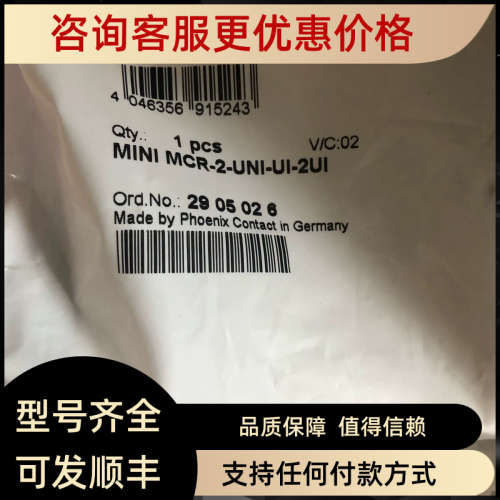 咨询客服更优惠价格
4 046356 915243
Qty.: 1 pcs V/C:02
MINI MCR-2-UNI-UI-2UI
Ord.No.: 29 05 02 6
Made by Phoenix Contact in Germany
型号齐全
可发顺丰
品质保障 值得信赖
支持任何付款方式